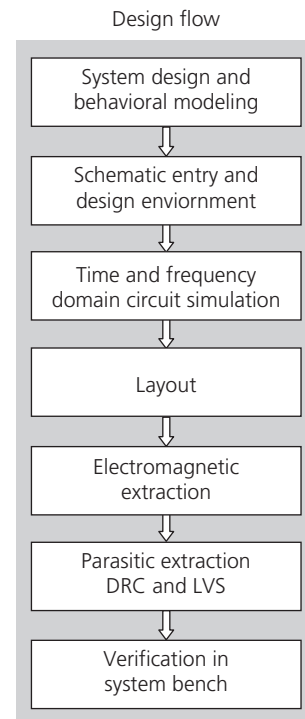 Design flow
System design and
behavioral modeling
Schematic entry and
design enviornment
Time and frequency
domain circuit simulation
Layout
Electromagnetic
extraction
Parasitic extraction
DRC and LVS
Verification in
system bench